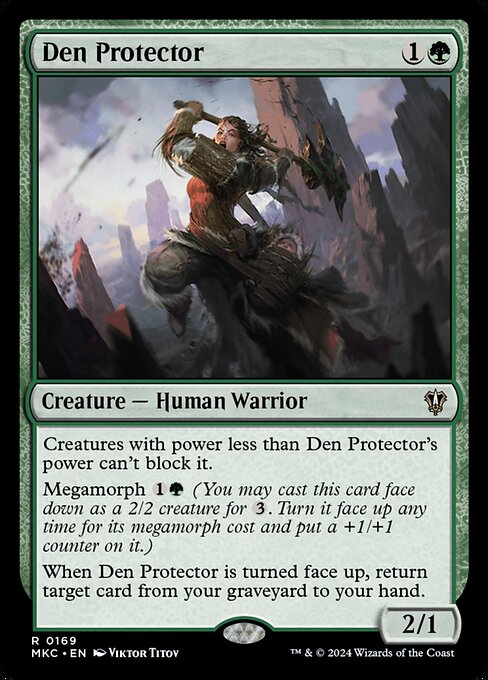 Den Protector 1
Creature — Human Warrior
Creatures with power less than Den Protector's
power can't block it.
Megamorph 1 (You may cast this card face
down as a 2/2 creature for 3. Turn it face up any
time for its megamorph cost and put a +1/+1
counter on it.)
When Den Protector is turned face up, return
target card from your graveyard to your hand.
2/1
R 0169
MKC • EN Viktor Titov
™ & © 2024 Wizards of the Coast